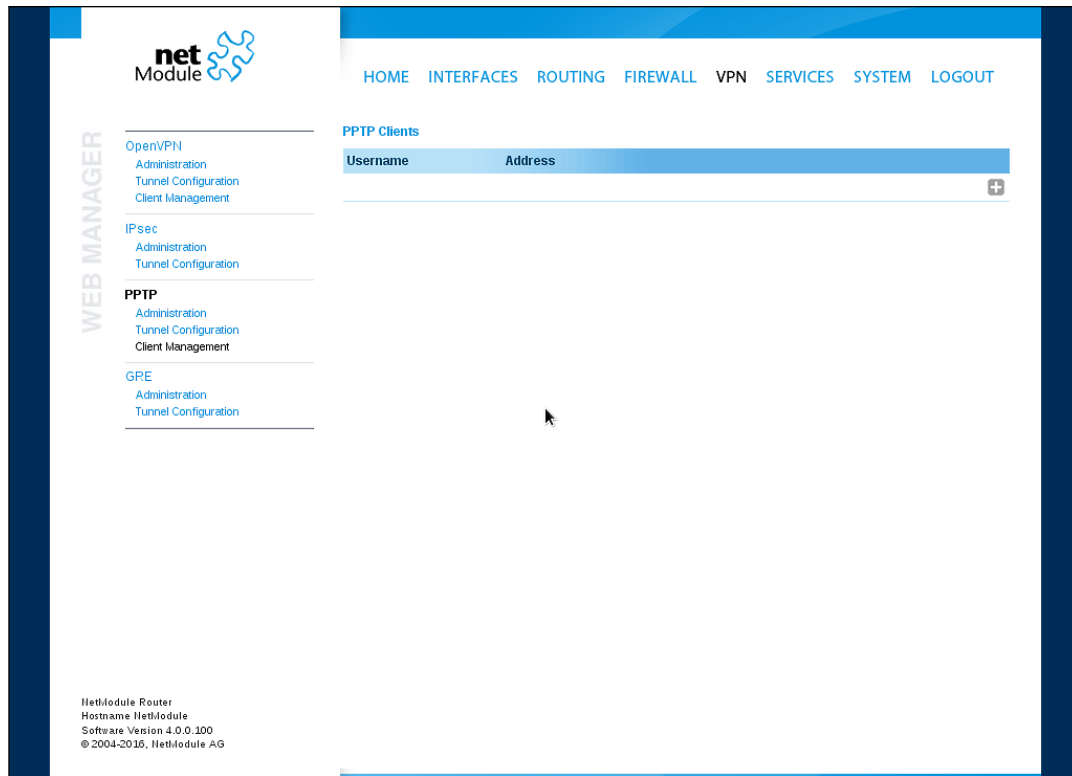 net
Module
HOME INTERFACES ROUTING FIREWALL VPN SERVICES SYSTEM LOGOUT
WEB MANAGER
OpenVPN
Administration
Tunnel Configuration
Client Management
IPsec
Administration
Tunnel Configuration
PPTP
Administration
Tunnel Configuration
Client Management
GRE
Administration
Tunnel Configuration
PPTP Clients
Username Address
NetModule Router
Hostname NetModule
Software Version 4.0.0.100
© 2004-2016, NetModule AG